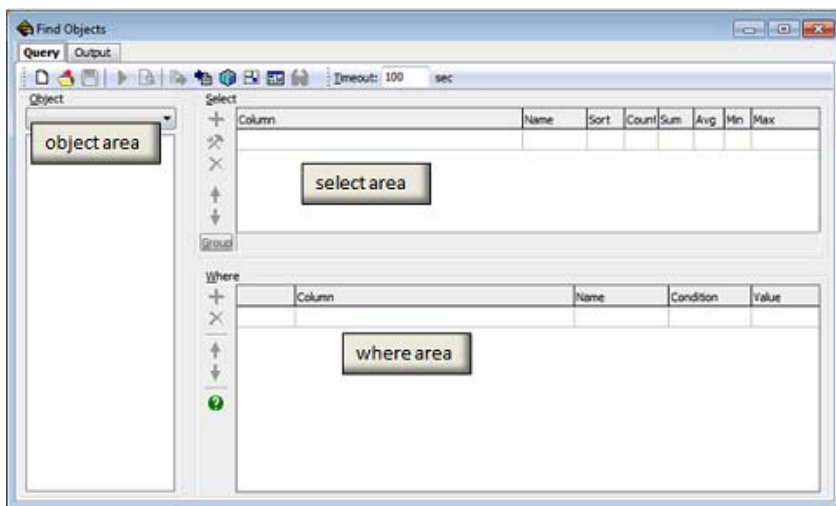 Find Objects
Query Output
Timeout: 100 sec
Object
Select
Column Name Sort Count Sum Avg Min Max
object area
select area
Group
Where
Column Name Condition Value
where area